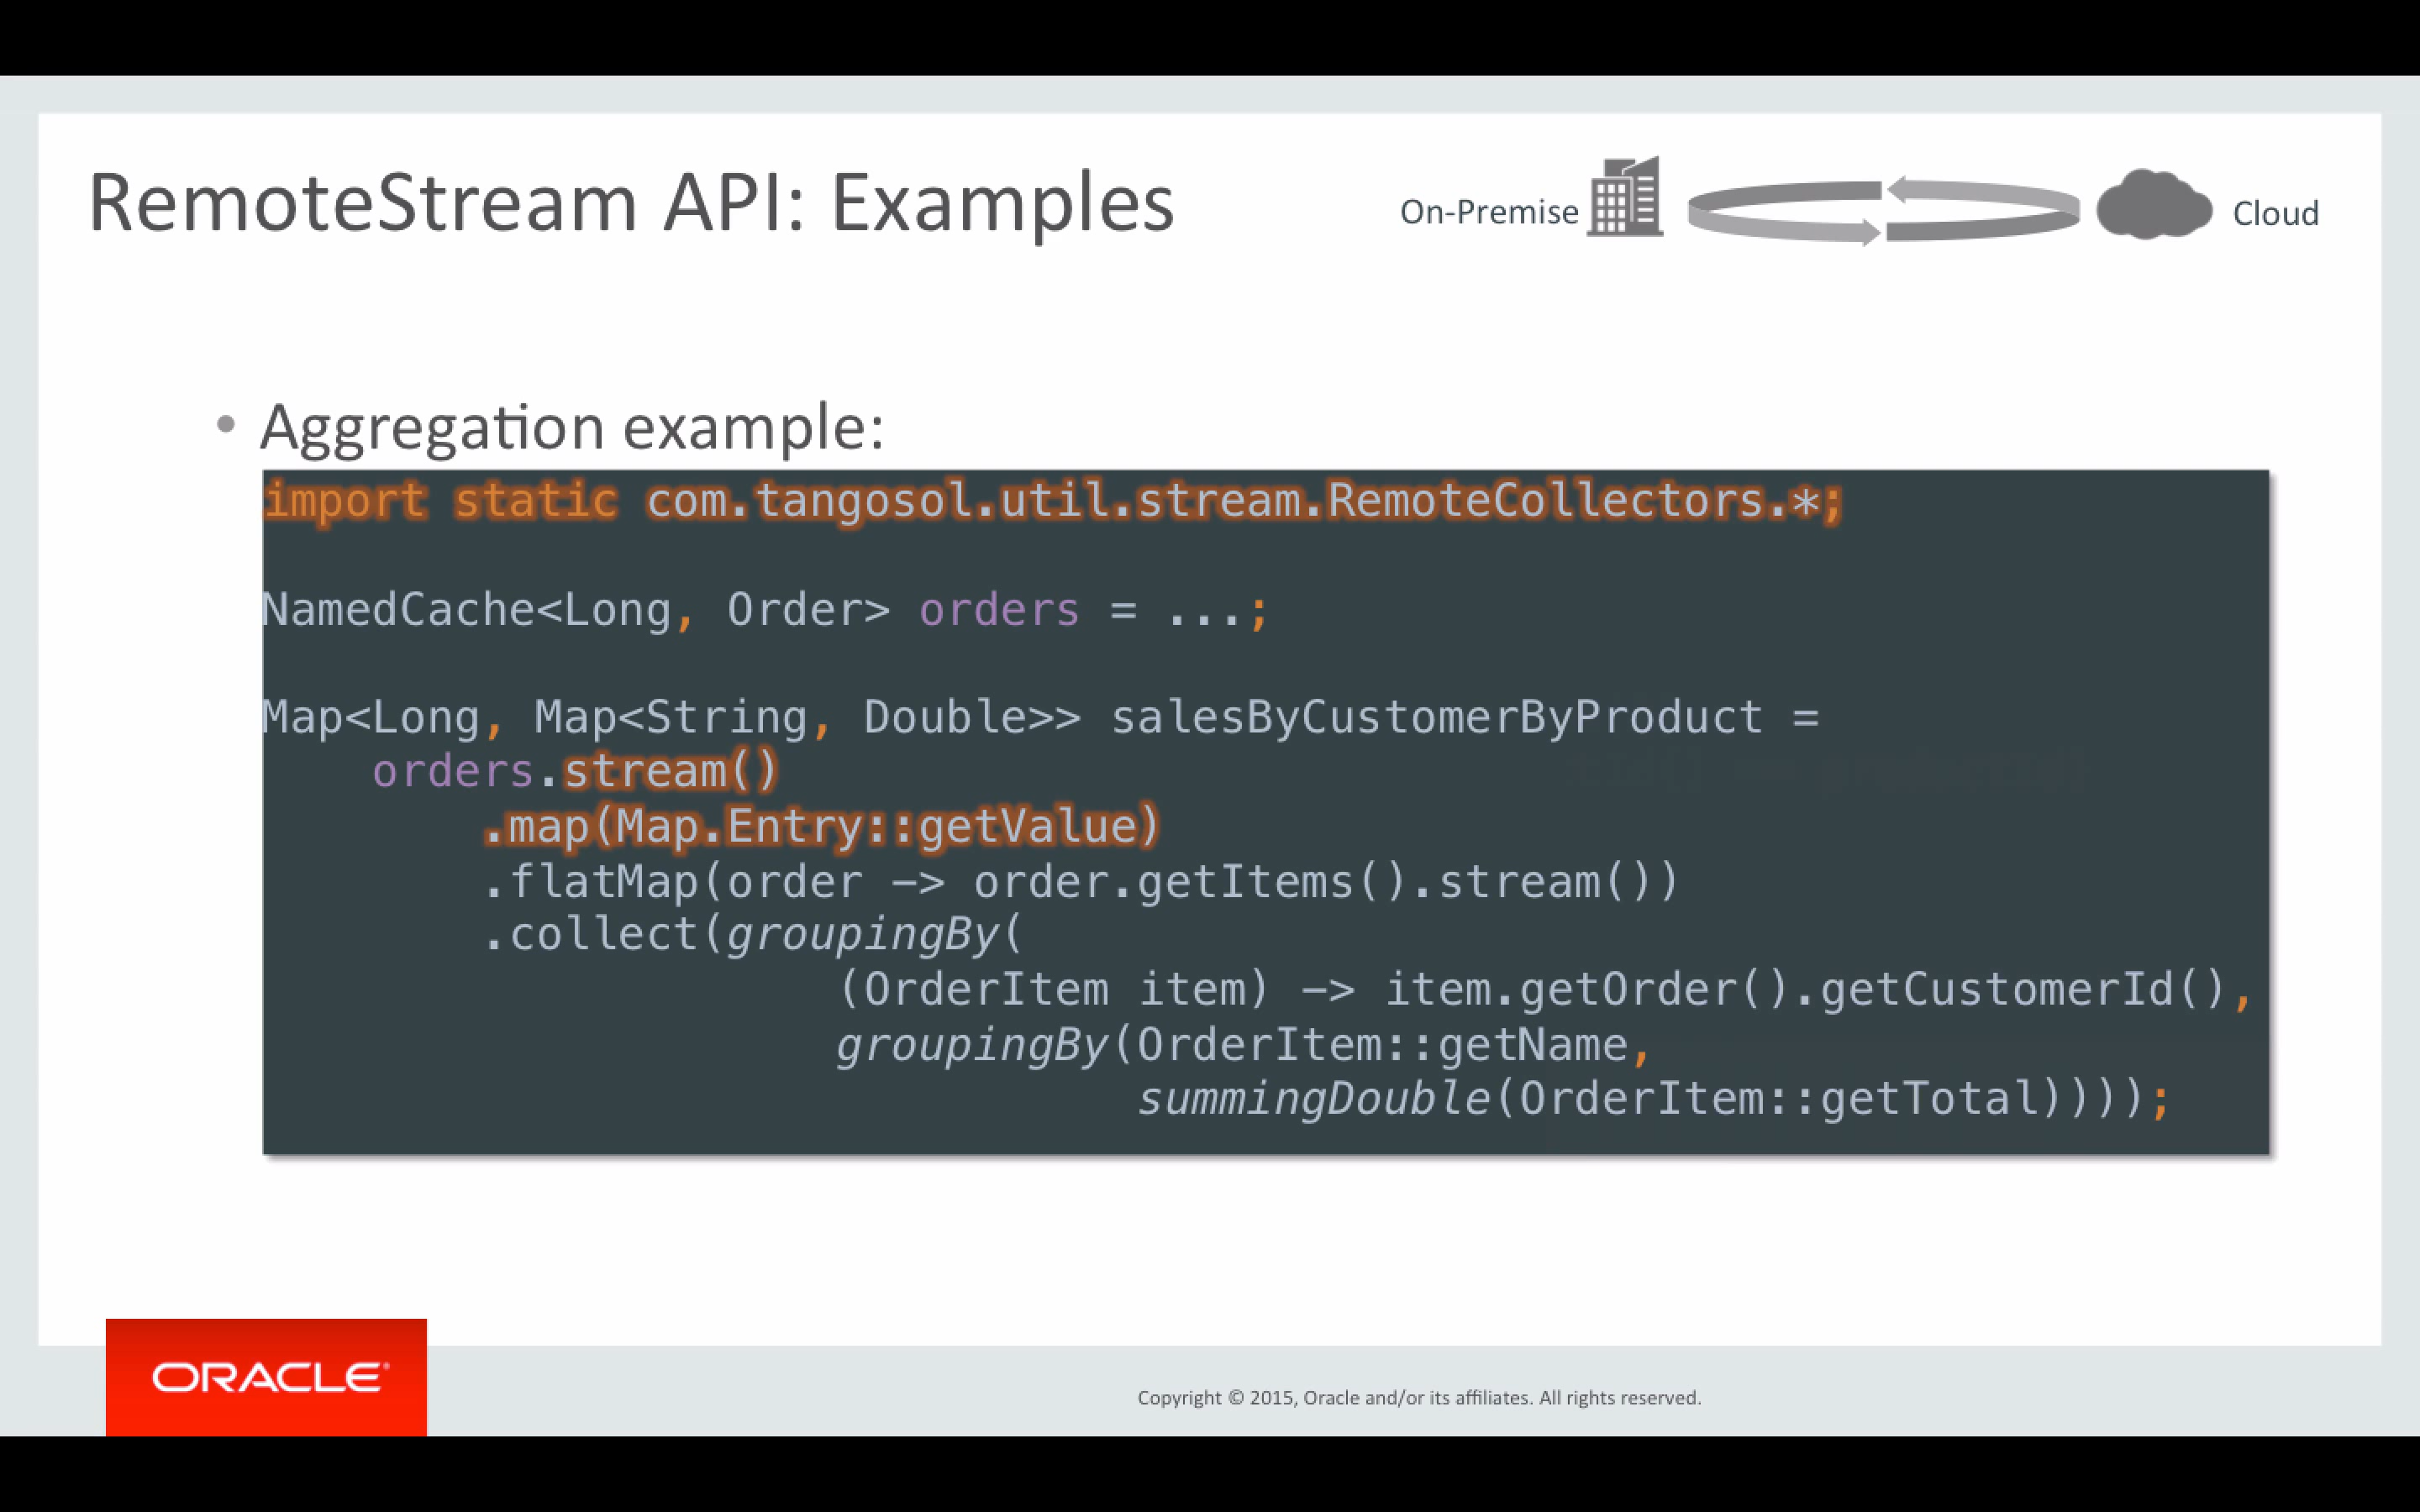 RemoteStream API: Examples
On-Premise
Cloud
• Aggregation example:
import static com.tangosol.util.stream.RemoteCollectors.*;
NamedCache<Long, Order> orders = ...;
Map<Long, Map<String, Double>> salesByCustomerByProduct =
orders.stream()
.map(Map.Entry::getValue)
.flatMap(order –> order.getItems().stream())
.collect(groupingBy(
(OrderItem item) –> item.getOrder().getCustomerId(),
groupingBy(OrderItem::getName,
summingDouble(OrderItem::getTotal))));
ORACLE®
Copyright © 2015, Oracle and/or its affiliates. All rights reserved.